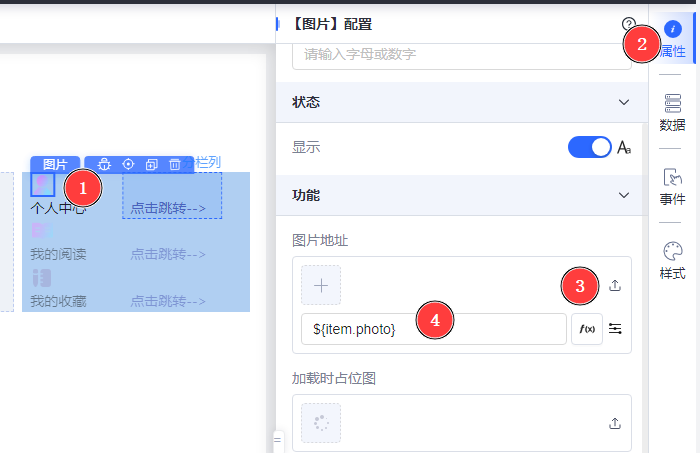 【图片】配置
?
请输入字母或数字
2
i
属性
状态
显示
Aa
数据
图片
分栏列
1
个人中心
点击跳转-->
功能
事件
我的阅读
点击跳转-->
图片地址
样式
我的收藏
点击跳转-->
3
${item.photo}
4
f(x)
加载时占位图